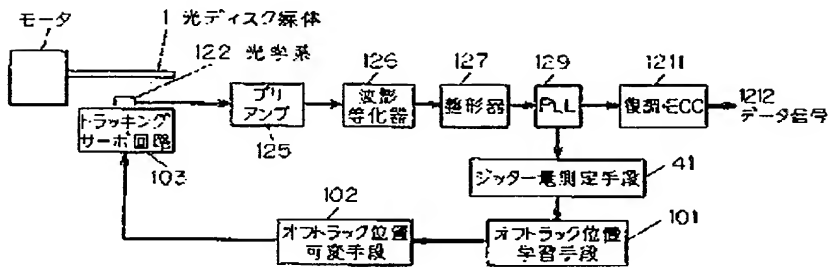 モータ
1 光ディスク媒体
122 光学系
トラッキング
サーボ回路
103
プリ
アンプ
125
126
波形
等化器
127
整形器
129
PLL
1211
復調・ECC
1212
データ信号
ジッター量測定手段
41
102
オフトラック位置
可変手段
オフトラック位置
学習手段
101